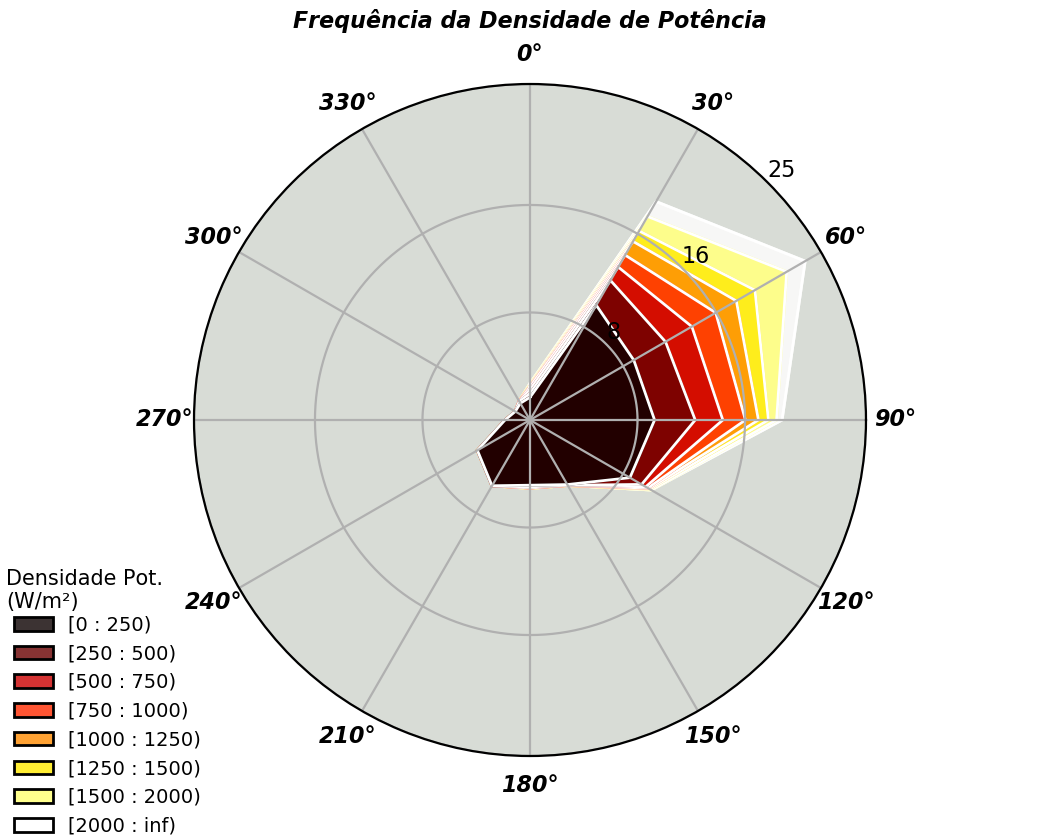 Frequência da Densidade de Potência
0°
330°
30°
25
300°
60°
16
8
270°
90°
Densidade Pot.
(W/m²)
240°
120°
[0 : 250)
[250 : 500)
[500 : 750)
[750 : 1000)
210°
150°
[1000 : 1250)
[1250 : 1500)
180°
[1500 : 2000)
[2000 : inf)